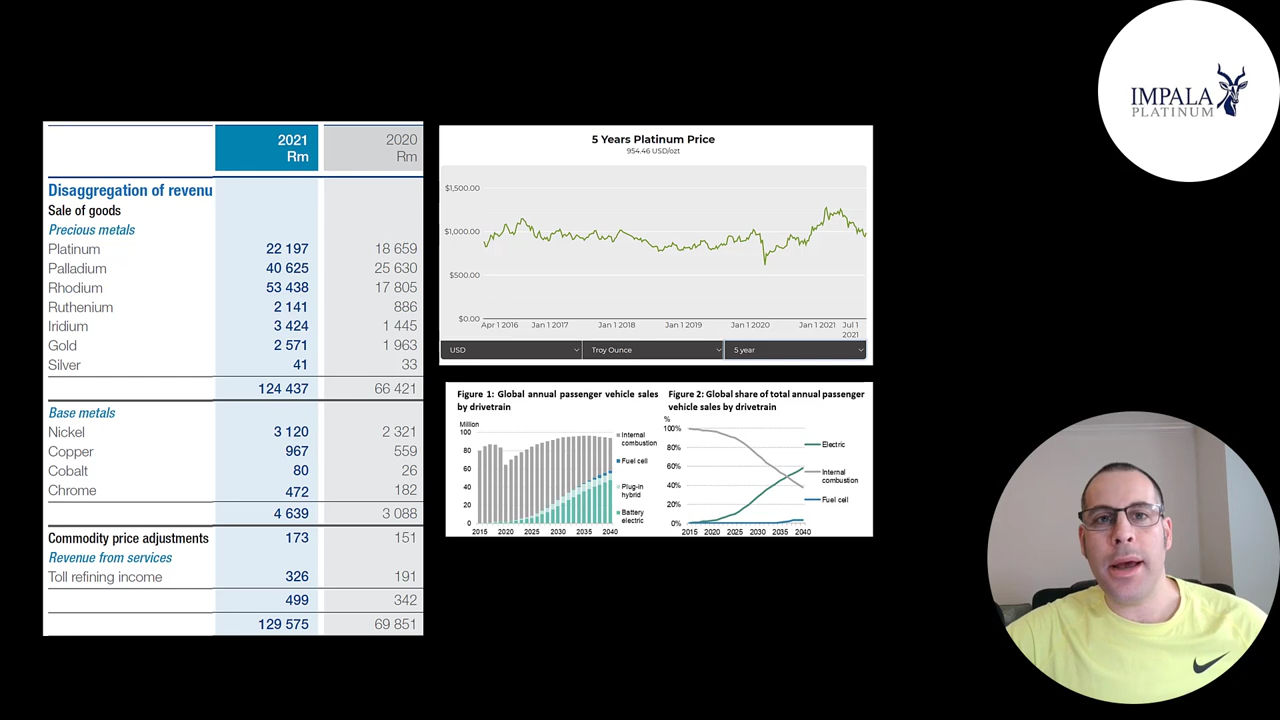 IMPALA
PLATINUM
2021 2020
Rm Rm
Disaggregation of revenu
Sale of goods
Precious metals
Platinum 22 197 18 659
Palladium 40 625 25 630
Rhodium 53 438 17 805
Ruthenium 2 141 886
Iridium 3 424 1 445
Gold 2 571 1 963
Silver 41 33
124 437 66 421
Base metals
Nickel 3 120 2 321
Copper 967 559
Cobalt 80 26
Chrome 472 182
4 639 3 088
Commodity price adjustments 173 151
Revenue from services
Toll refining income 326 191
499 342
129 575 69 851
5 Years Platinum Price
954.46 USD/ozt
$1,500.00
$1,000.00
$500.00
$0.00
Apr 1 2016 Jan 1 2017 Jan 1 2018 Jan 1 2019 Jan 1 2020 Jan 1 2021 Jul 1
2021
USD Troy Ounce 5 year
Figure 1: Global annual passenger vehicle sales
by drivetrain
Million
100
80
60
40
20
0
2015 2020 2025 2030 2035 2040
Internal
combustion
Fuel cell
Plug-in
hybrid
Battery
electric
Figure 2: Global share of total annual passenger
vehicle sales by drivetrain
%
100%
80%
60%
40%
20%
0%
2015 2020 2025 2030 2035 2040
Electric
Internal
combustion
Fuel cell